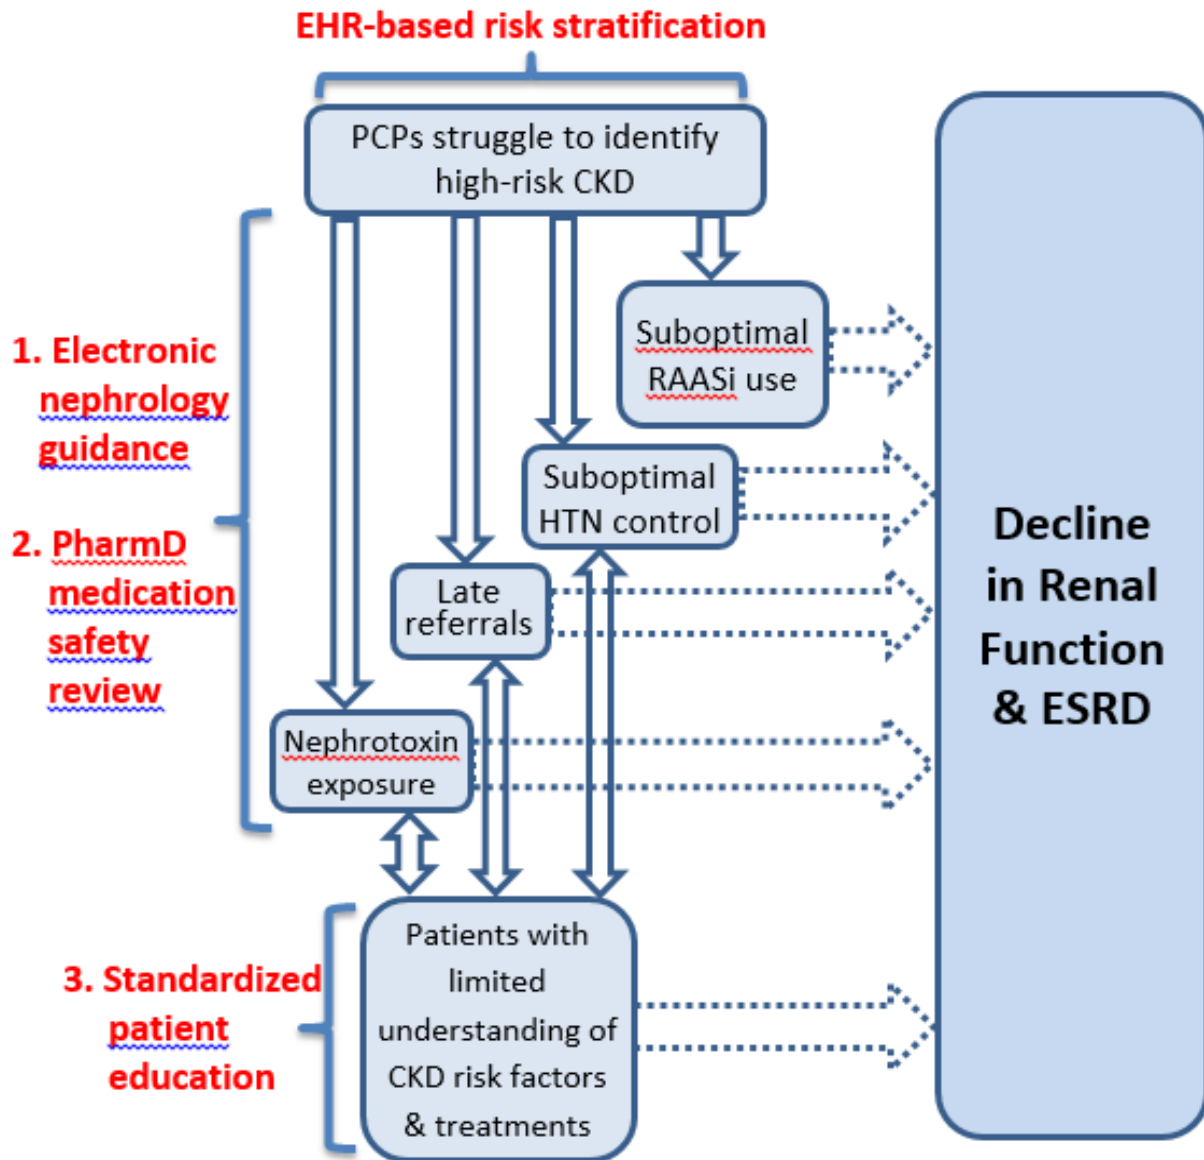 EHR-based risk stratification
PCPs struggle to identify
high-risk CKD
1. Electronic
nephrology
guidance
2. PharmD
medication
safety
review
Suboptimal
RAASi use
Suboptimal
HTN control
Late
referrals
Nephrotoxin
exposure
3. Standardized
patient
education
Patients with
limited
understanding of
CKD risk factors
& treatments
Decline
in Renal
Function
& ESRD